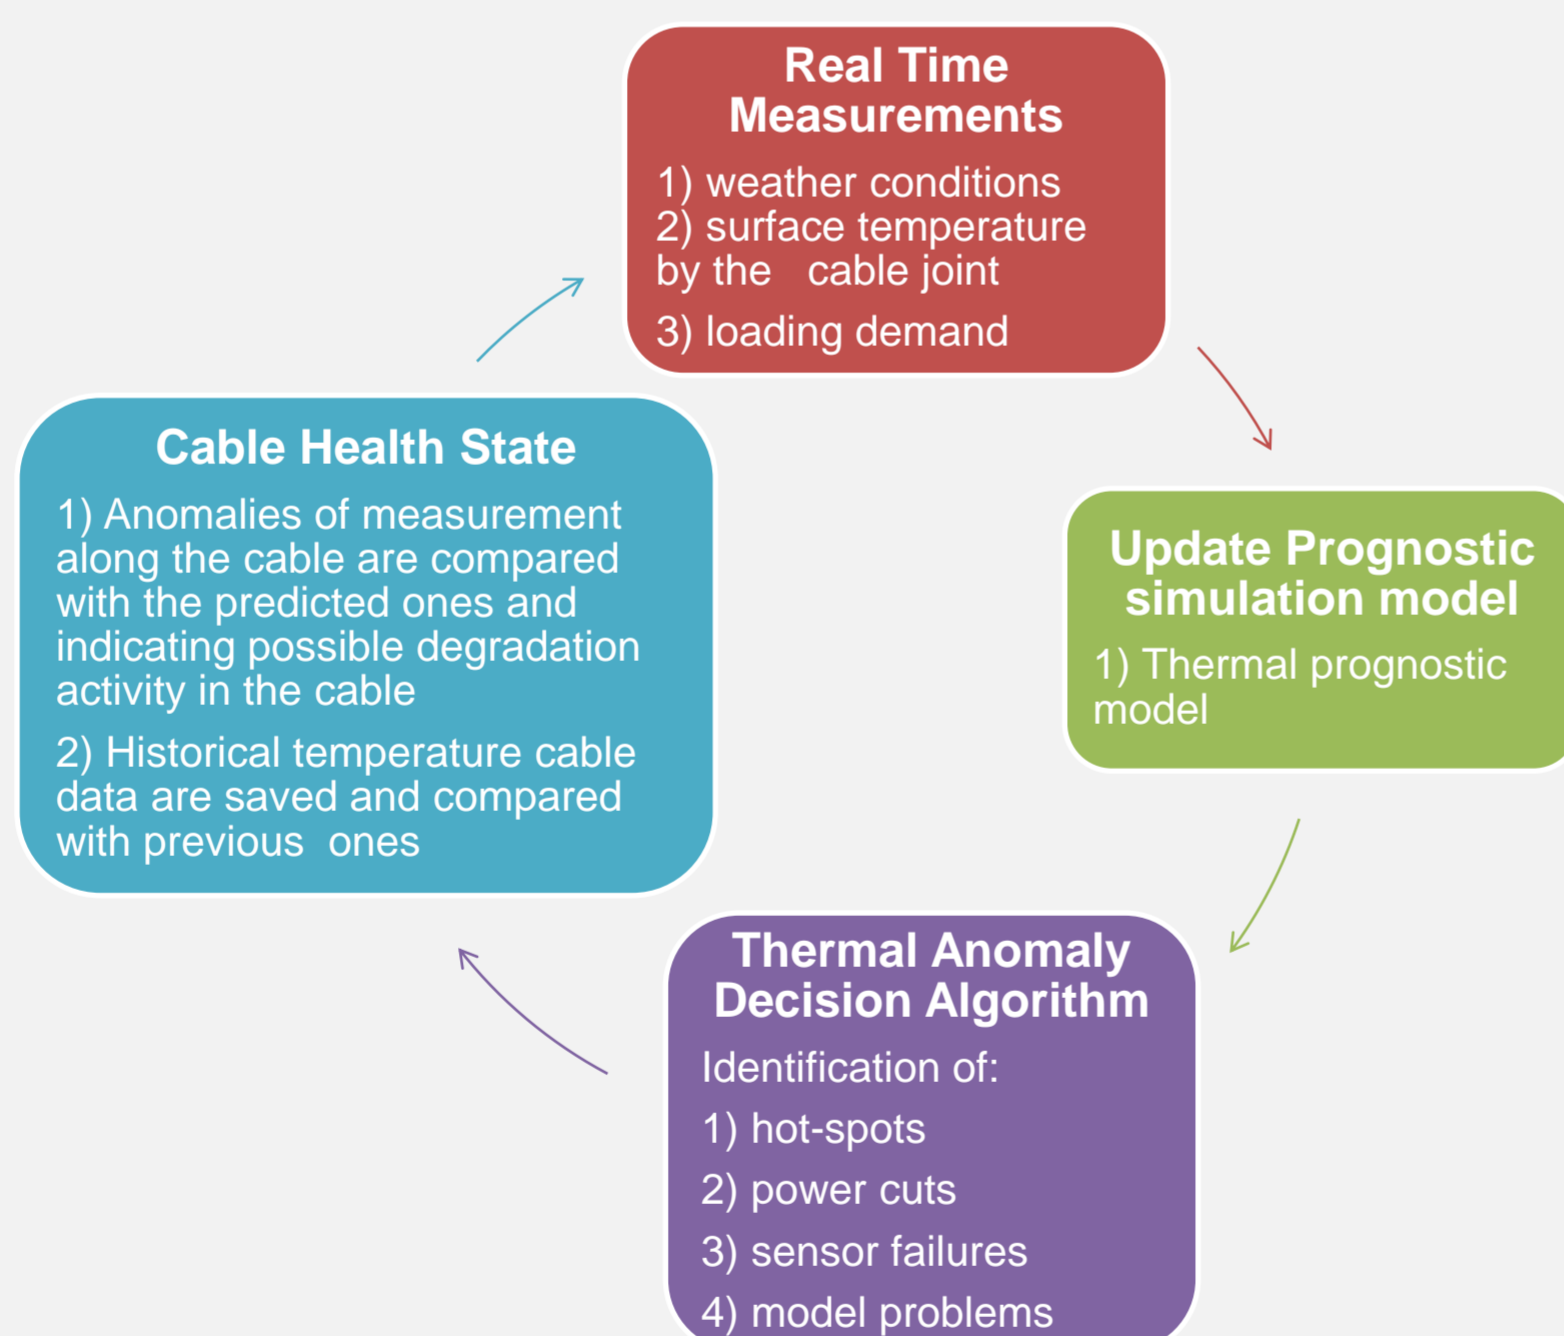 Real Time
Measurements
1) weather conditions
2) surface temperature
by the   cable joint
3) loading demand
Update Prognostic
simulation model
1) Thermal prognostic
model
Thermal Anomaly
Decision Algorithm
Identification of:
1) hot-spots
2) power cuts
3) sensor failures
4) model problems
Cable Health State
1) Anomalies of measurement
along the cable are compared
with the predicted ones and
indicating possible degradation
activity in the cable
2) Historical temperature cable
data are saved and compared
with previous  ones